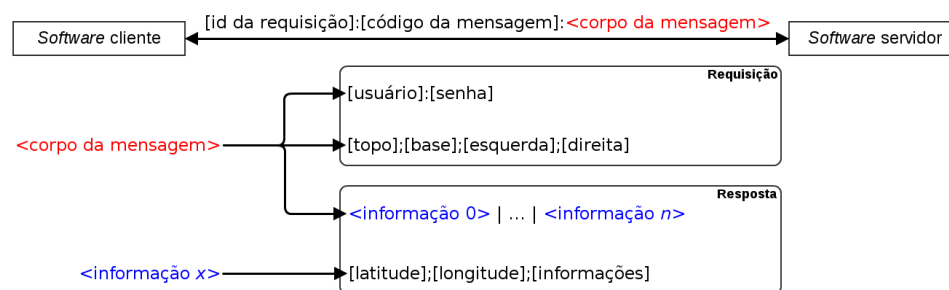 [id da requisição]:[código da mensagem]:<corpo da mensagem>
Software cliente
Software servidor
Requisição
[usuário]:[senha]
<corpo da mensagem>
[topo];[base];[esquerda];[direita]
Resposta
<informação 0> | ... | <informação n>
<informação x>
[latitude];[longitude];[informações]